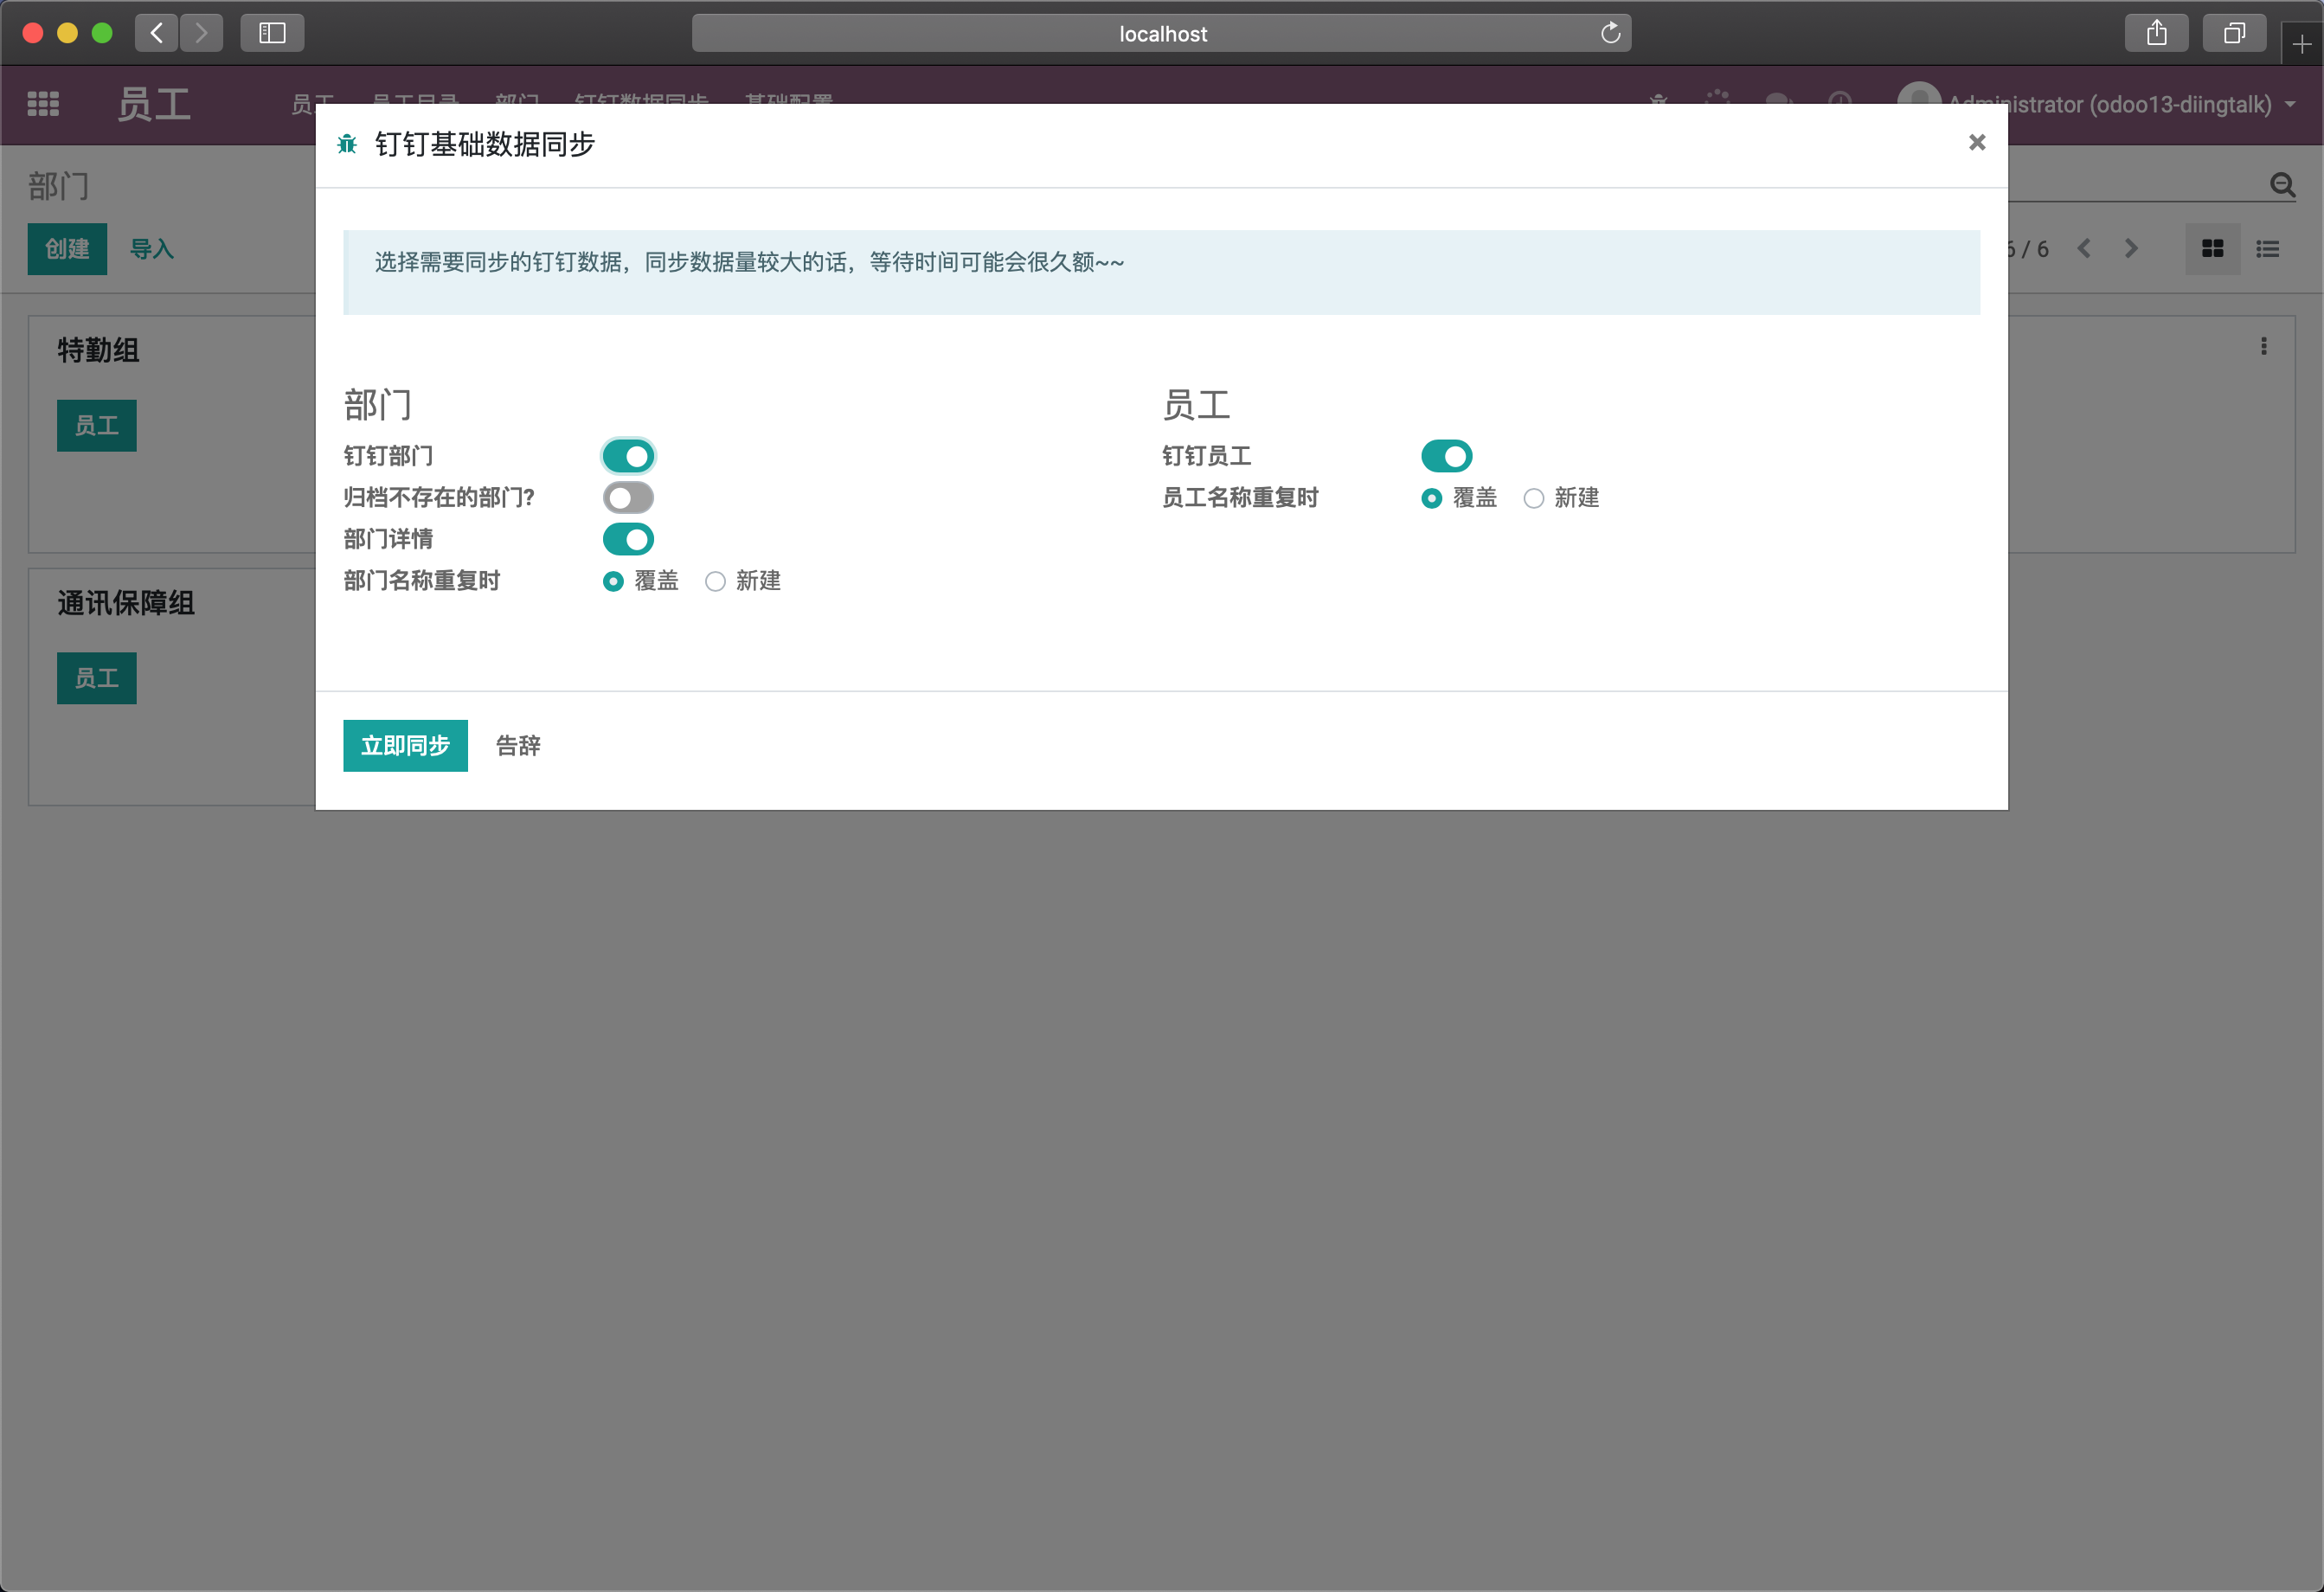 localhost
员工
员工 员工目录 部门 钉钉数据同步 基础配置
Administrator (odoo13-diingtalk)
钉钉基础数据同步
部门
创建 导入
6 / 6
选择需要同步的钉钉数据，同步数据量较大的话，等待时间可能会很久额~~
特勤组
员工
部门
钉钉部门
归档不存在的部门?
部门详情
部门名称重复时 覆盖 新建
员工
钉钉员工
员工名称重复时 覆盖 新建
通讯保障组
员工
立即同步 告辞